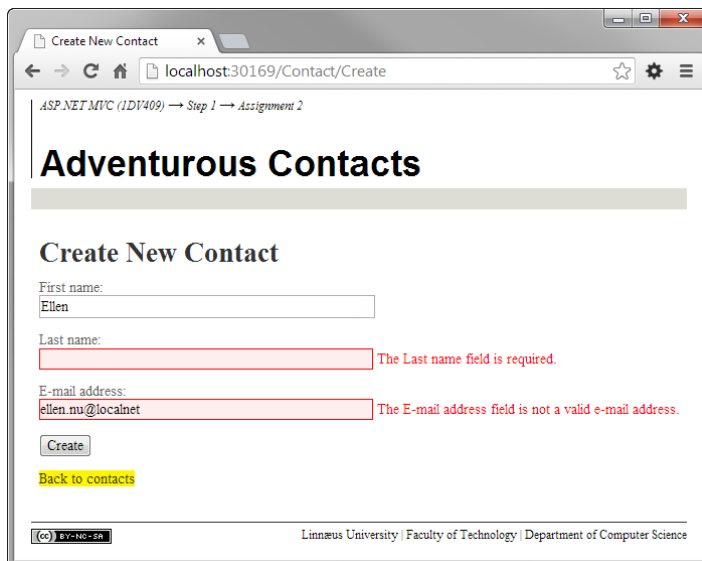 Create New Contact
localhost:30169/Contact/Create
ASP.NET MVC (1DV409) → Step 1 → Assignment 2
Adventurous Contacts
Create New Contact
First name:
Ellen
Last name:
The Last name field is required.
E-mail address:
ellen.nu@localnet The E-mail address field is not a valid e-mail address.
Create
Back to contacts
(cc) BY-NC-SA Linnæus University | Faculty of Technology | Department of Computer Science